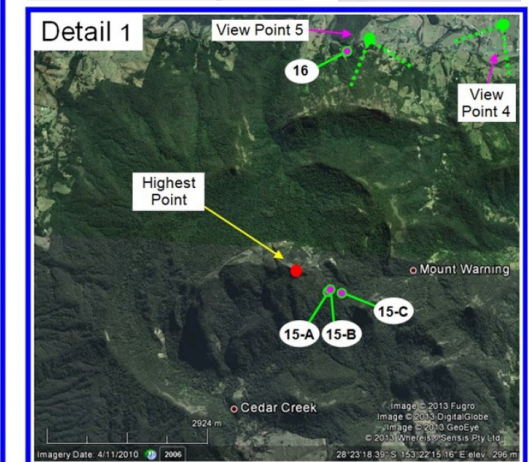 Detail 1
View Point 5
16
View
Point 4
Highest
Point
Mount Warning
15-C
15-A
15-B
Cedar Creek
2924 m
Image © 2013 Fugro
Image © 2013 DigitalGlobe
Image © 2013 GeoEye
© 2013 Whereis®Sensis Pty Ltd
Imagery Date: 4/11/2010
2006
28°23'18.39" S 153°22'15.16" E elev 296 m